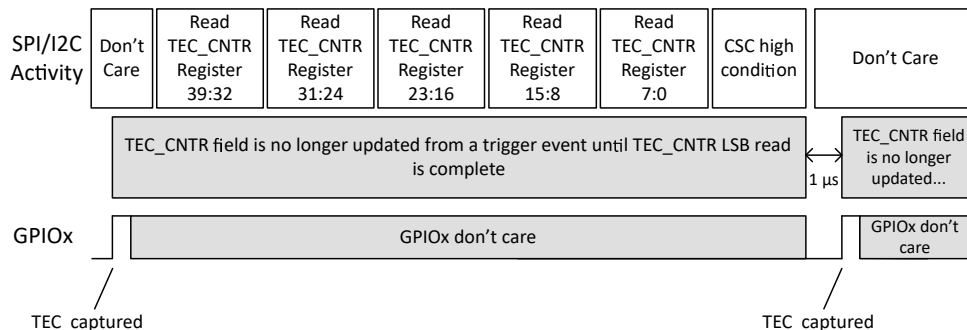 SPI/I2C
Activity
Don't
Care
Read
TEC_CNTR
Register
39:32
Read
TEC_CNTR
Register
31:24
Read
TEC_CNTR
Register
23:16
Read
TEC_CNTR
Register
15:8
Read
TEC_CNTR
Register
7:0
CSC high
condition
Don't Care
TEC_CNTR field is no longer updated from a trigger event until TEC_CNTR LSB read
is complete
1 µs
TEC_CNTR field
is no longer
updated...
GPIOx
GPIOx don't care
GPIOx don't
care
TEC captured
TEC captured